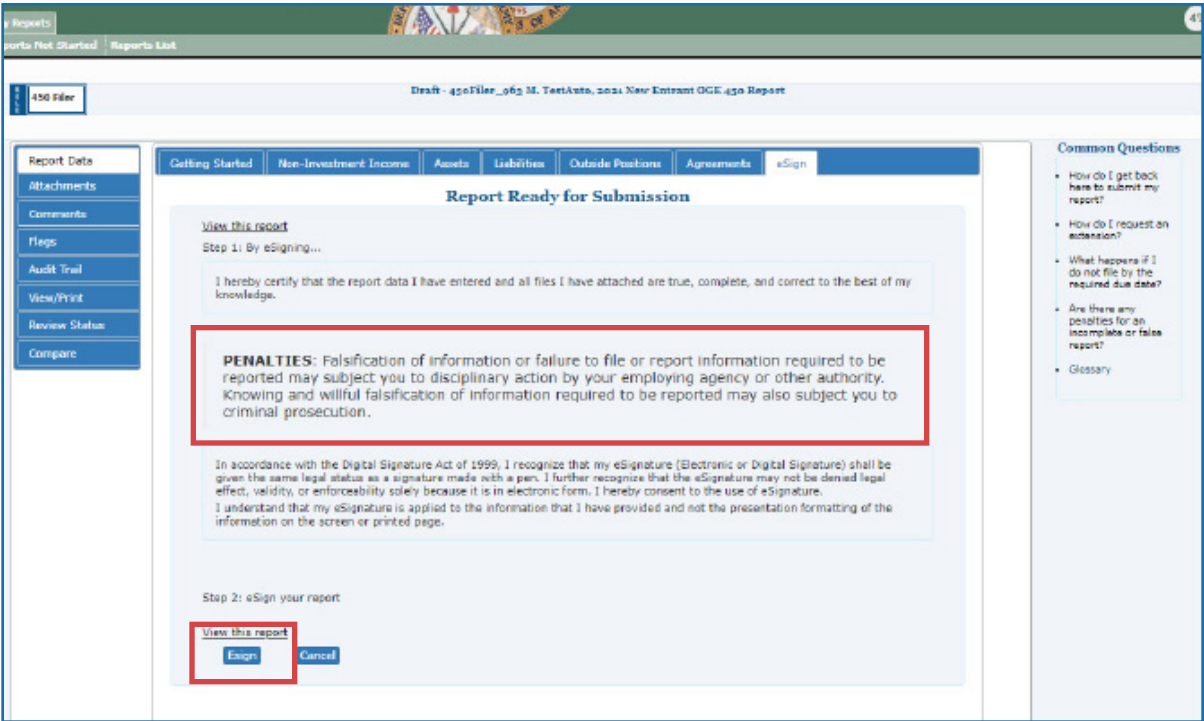 y Reports
45
ports Not Started Reports List
450 Filer
Draft - 450Filer_963 M. TestAuto, 2021 New Entrant OGE 450 Report
Report Data
Attachments
Comments
Flags
Audit Trail
View/Print
Review Status
Compare
Getting Started Non-Investment Income Assets Liabilities Outside Positions Agreements eSign
Report Ready for Submission
View this report
Step 1: By eSigning...
I hereby certify that the report data I have entered and all files I have attached are true, complete, and correct to the best of my
knowledge.
PENALTIES: Falsification of information or failure to file or report information required to be
reported may subject you to disciplinary action by your employing agency or other authority.
Knowing and willful falsification of information required to be reported may also subject you to
criminal prosecution.
In accordance with the Digital Signature Act of 1999, I recognize that my eSignature (Electronic or Digital Signature) shall be
given the same legal status as a signature made with a pen. I further recognize that the eSignature may not be denied legal
effect, validity, or enforceability solely because it is in electronic form. I hereby consent to the use of eSignature.
I understand that my eSignature is applied to the information that I have provided and not the presentation formatting of the
information on the screen or printed page.
Step 2: eSign your report
View this report
Esign Cancel
Common Questions
How do I get back
here to submit my
report?
How do I request an
extension?
What happens if I
do not file by the
required due date?
Are there any
penalties for an
incomplete or false
report?
Glossary